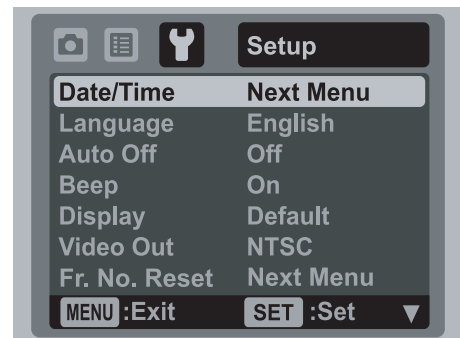 Setup
Date/Time Next Menu
Language English
Auto Off Off
Beep On
Display Default
Video Out NTSC
Fr. No. Reset Next Menu
MENU :Exit SET :Set